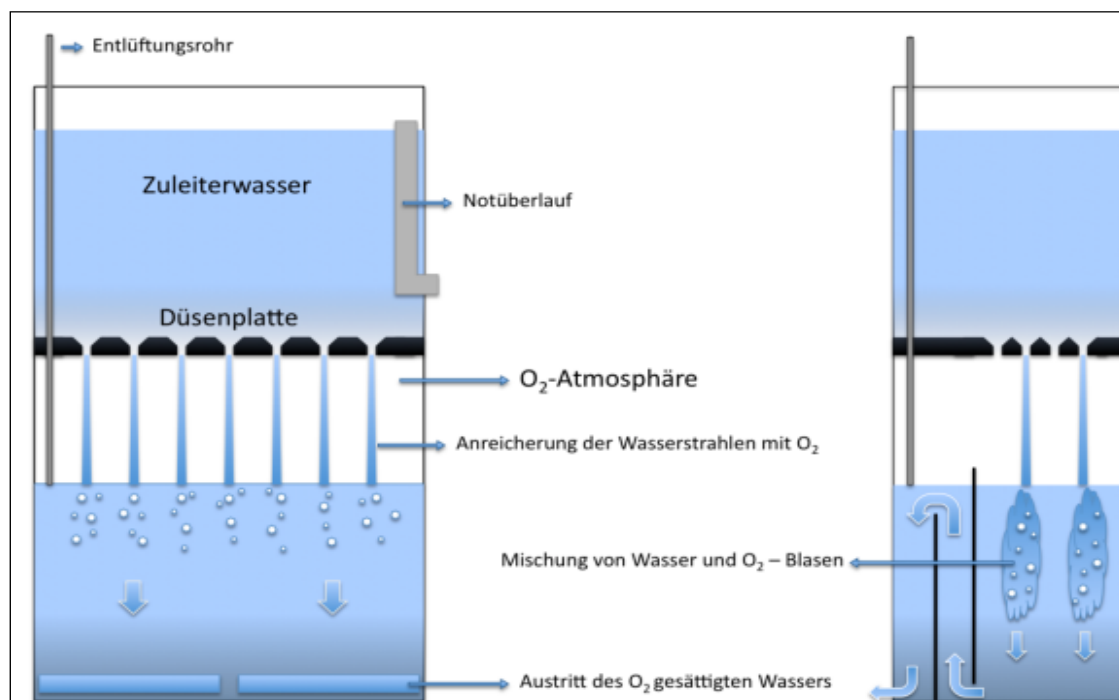 Entlüftungsrohr
Zuleiterwasser
Notüberlauf
Düsenplatte
O₂-Atmosphäre
Anreicherung der Wasserstrahlen mit O₂
Mischung von Wasser und O₂ – Blasen
Austritt des O₂ gesättigten Wassers